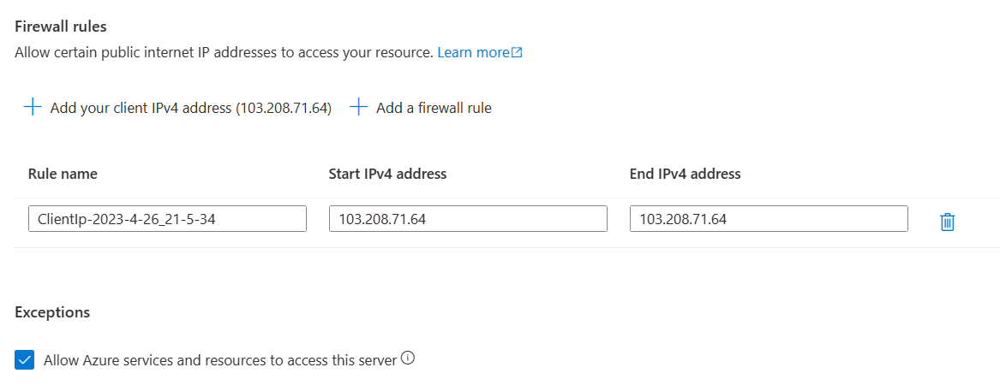 Firewall rules
Allow certain public internet IP addresses to access your resource. Learn more
Add your client IPv4 address (103.208.71.64) Add a firewall rule
Rule name Start IPv4 address End IPv4 address
ClientIp-2023-4-26_21-5-34 103.208.71.64 103.208.71.64
Exceptions
Allow Azure services and resources to access this server